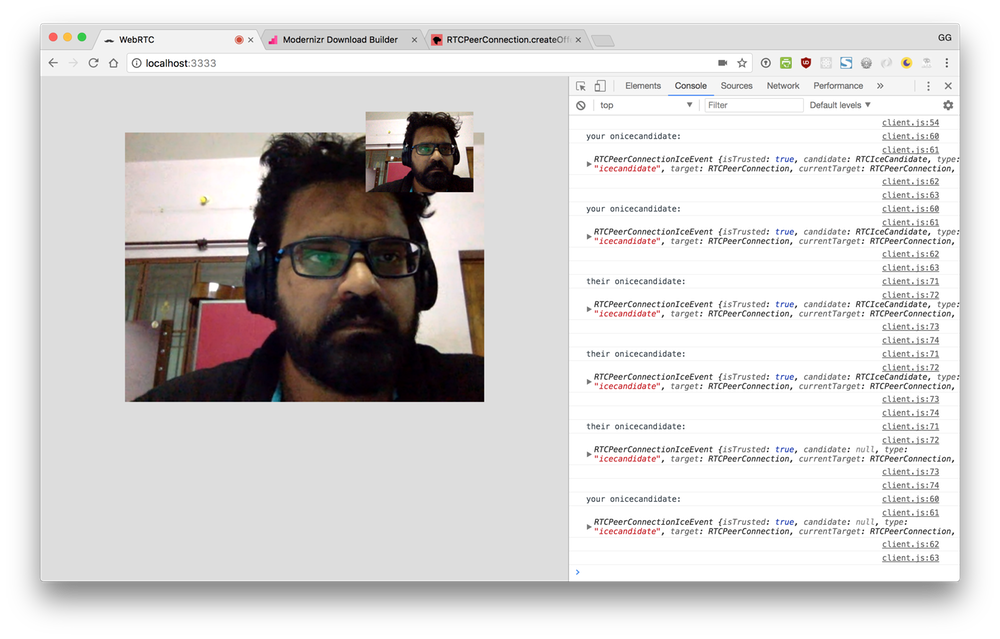 WebRTC
Modernizr Download Builder
RTCPeerConnection.createOff
GG
localhost:3333
Elements Console Sources Network Performance »
top Filter Default levels
client.js:54
your onicecandidate: client.js:60
client.js:61
RTCPeerConnectionIceEvent {isTrusted: true, candidate: RTCIceCandidate, type:
"icecandidate", target: RTCPeerConnection, currentTarget: RTCPeerConnection,
client.js:62
client.js:63
your onicecandidate: client.js:60
client.js:61
RTCPeerConnectionIceEvent {isTrusted: true, candidate: RTCIceCandidate, type:
"icecandidate", target: RTCPeerConnection, currentTarget: RTCPeerConnection,
client.js:62
client.js:63
their onicecandidate: client.js:71
client.js:72
RTCPeerConnectionIceEvent {isTrusted: true, candidate: RTCIceCandidate, type:
"icecandidate", target: RTCPeerConnection, currentTarget: RTCPeerConnection,
client.js:73
client.js:74
their onicecandidate: client.js:71
client.js:72
RTCPeerConnectionIceEvent {isTrusted: true, candidate: RTCIceCandidate, type:
"icecandidate", target: RTCPeerConnection, currentTarget: RTCPeerConnection,
client.js:73
client.js:74
their onicecandidate: client.js:71
client.js:72
RTCPeerConnectionIceEvent {isTrusted: true, candidate: null, type:
"icecandidate", target: RTCPeerConnection, currentTarget: RTCPeerConnection,
client.js:73
client.js:74
your onicecandidate: client.js:60
client.js:61
RTCPeerConnectionIceEvent {isTrusted: true, candidate: null, type:
"icecandidate", target: RTCPeerConnection, currentTarget: RTCPeerConnection,
client.js:62
client.js:63